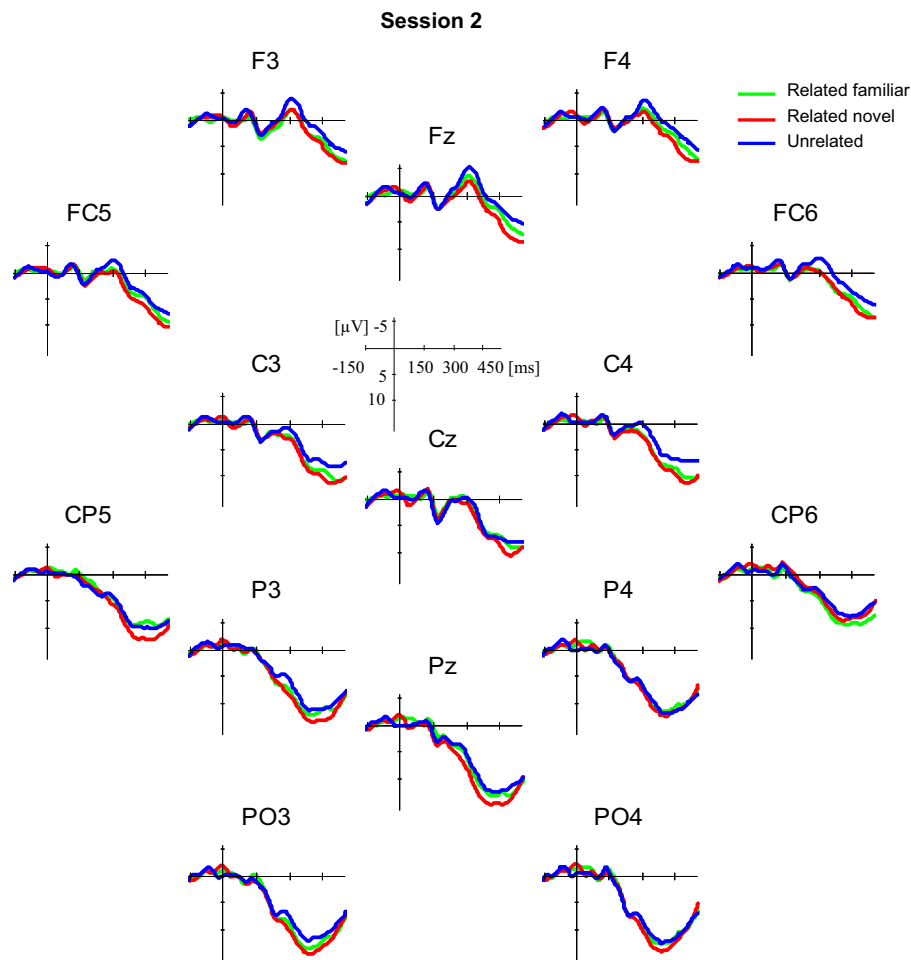 Session 2
F3
F4
Related familiar
Related novel
Unrelated
Fz
FC5
FC6
[µV] -5
-150 150 300 450 [ms]
5
10
C3
C4
Cz
CP5
CP6
P3
P4
Pz
PO3
PO4